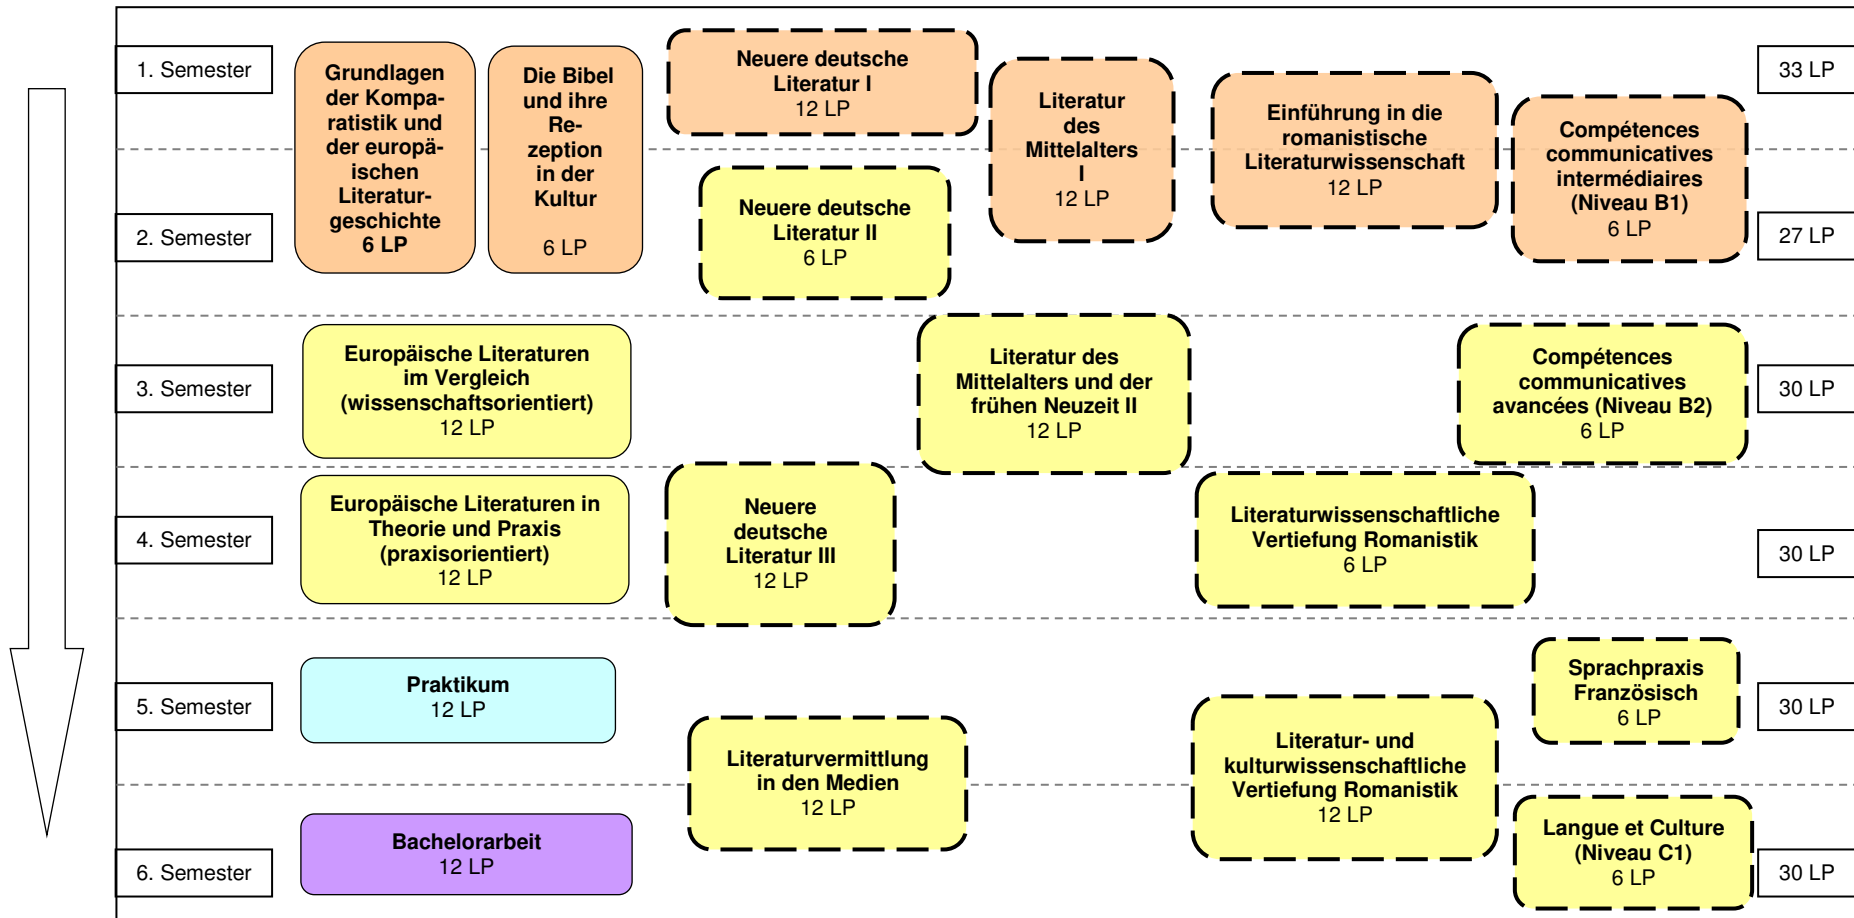 1. Semester
Grundlagen
der Kompa-
ratistik und
der europä-
ischen
Literatur-
geschichte
6 LP
Die Bibel
und ihre
Re-
zeption
in der
Kultur
6 LP
Neuere deutsche
Literatur I
12 LP
Literatur
des
Mittelalters
I
12 LP
Einführung in die
romanistische
Literaturwissenschaft
12 LP
Compétences
communicatives
intermédiaires
(Niveau B1)
6 LP
33 LP
2. Semester
Neuere deutsche
Literatur II
6 LP
27 LP
3. Semester
Europäische Literaturen
im Vergleich
(wissenschaftsorientiert)
12 LP
Literatur des
Mittelalters und der
frühen Neuzeit II
12 LP
Compétences
communicatives
avancées (Niveau B2)
6 LP
30 LP
4. Semester
Europäische Literaturen in
Theorie und Praxis
(praxisorientiert)
12 LP
Neuere
deutsche
Literatur III
12 LP
Literaturwissenschaftliche
Vertiefung Romanistik
6 LP
30 LP
5. Semester
Praktikum
12 LP
Literaturvermittlung
in den Medien
12 LP
Literatur- und
kulturwissenschaftliche
Vertiefung Romanistik
12 LP
Sprachpraxis
Französisch
6 LP
30 LP
6. Semester
Bachelorarbeit
12 LP
Langue et Culture
(Niveau C1)
6 LP
30 LP